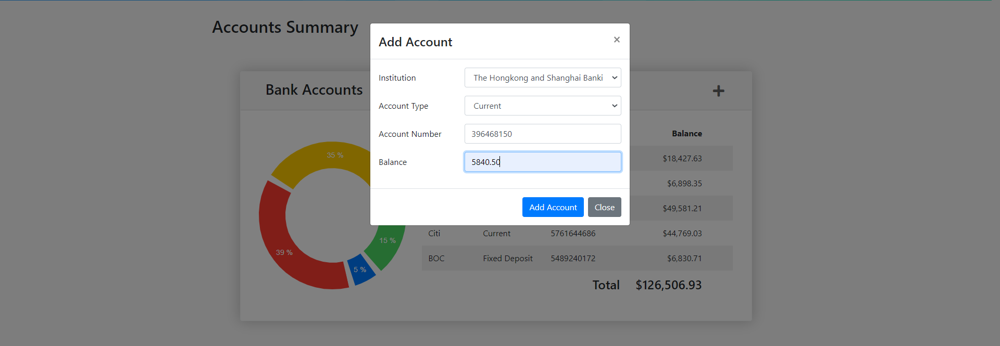 Accounts Summary
Add Account
×
Institution
The Hongkong and Shanghai Banki
Bank Accounts
Account Type
Current
Account Number
396468150
Balance
35 %
$18,427.63
Balance
5840.50
$6,898.35
Add Account
Close
$49,581.21
Citi Current 5761644686 $44,769.03
15 %
39 %
BOC Fixed Deposit 5489240172 $6,830.71
5 %
Total $126,506.93